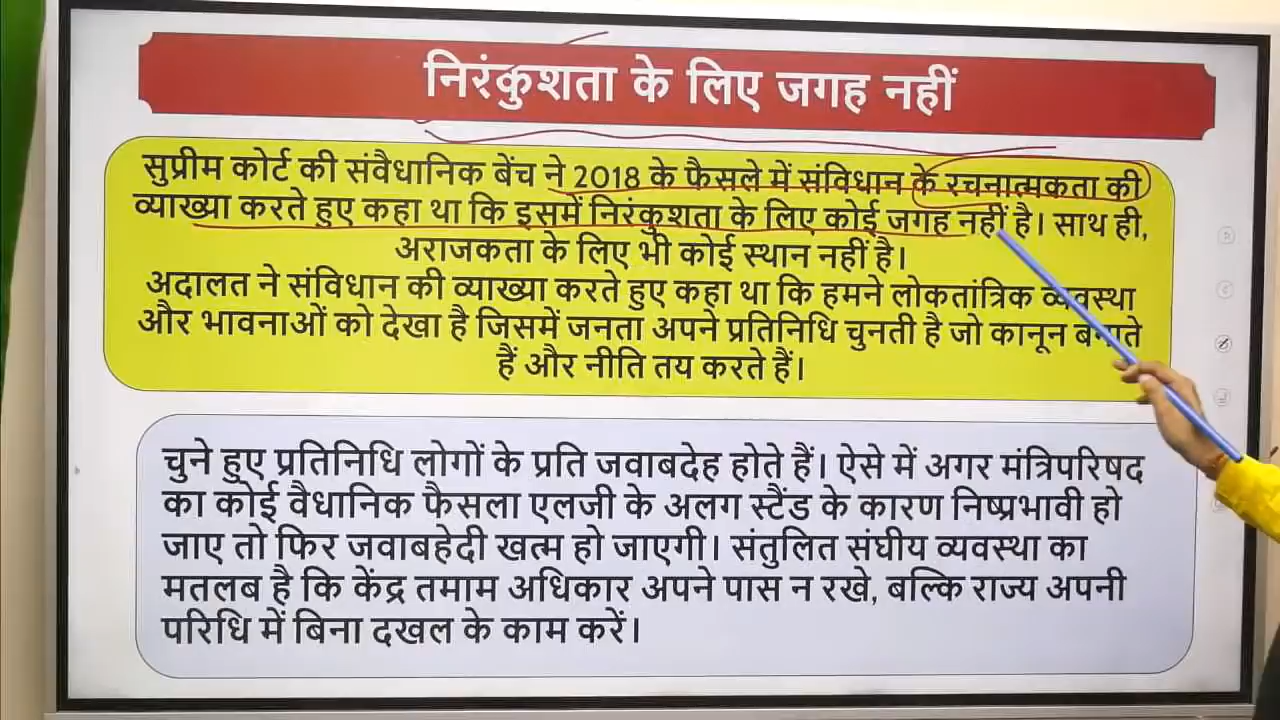 निरंकुशता के लिए जगह नहीं
सुप्रीम कोर्ट की संवैधानिक बेंच ने 2018 के फैसले में संविधान के रचनात्मकता की
व्याख्या करते हुए कहा था कि इसमें निरंकुशता के लिए कोई जगह नहीं है। साथ ही,
अराजकता के लिए भी कोई स्थान नहीं है।
अदालत ने संविधान की व्याख्या करते हुए कहा था कि हमने लोकतांत्रिक व्यवस्था
और भावनाओं को देखा है जिसमें जनता अपने प्रतिनिधि चुनती है जो कानून बनाते
हैं और नीति तय करते हैं।
चुने हुए प्रतिनिधि लोगों के प्रति जवाबदेह होते हैं। ऐसे में अगर मंत्रिपरिषद
का कोई वैधानिक फैसला एलजी के अलग स्टैंड के कारण निष्प्रभावी हो
जाए तो फिर जवाबहेदी खत्म हो जाएगी। संतुलित संघीय व्यवस्था का
मतलब है कि केंद्र तमाम अधिकार अपने पास न रखे, बल्कि राज्य अपनी
परिधि में बिना दखल के काम करें।